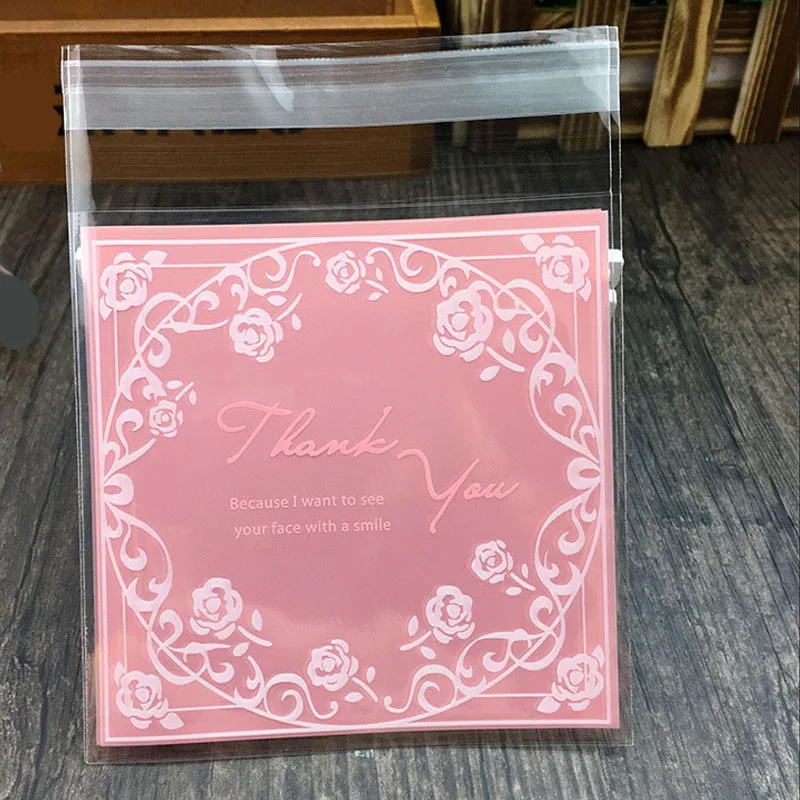 Thank
You
Because I want to see
your face with a smile